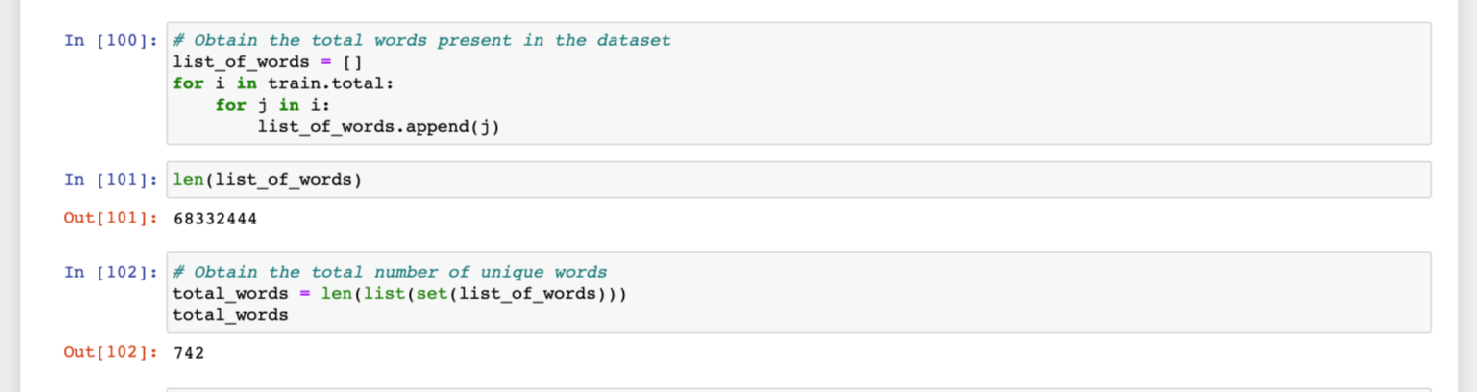 In [100]: # Obtain the total words present in the dataset
list_of_words = []
for i in train.total:
    for j in i:
        list_of_words.append(j)
In [101]: len(list_of_words)
Out[101]: 68332444
In [102]: # Obtain the total number of unique words
total_words = len(list(set(list_of_words)))
total_words
Out[102]: 742